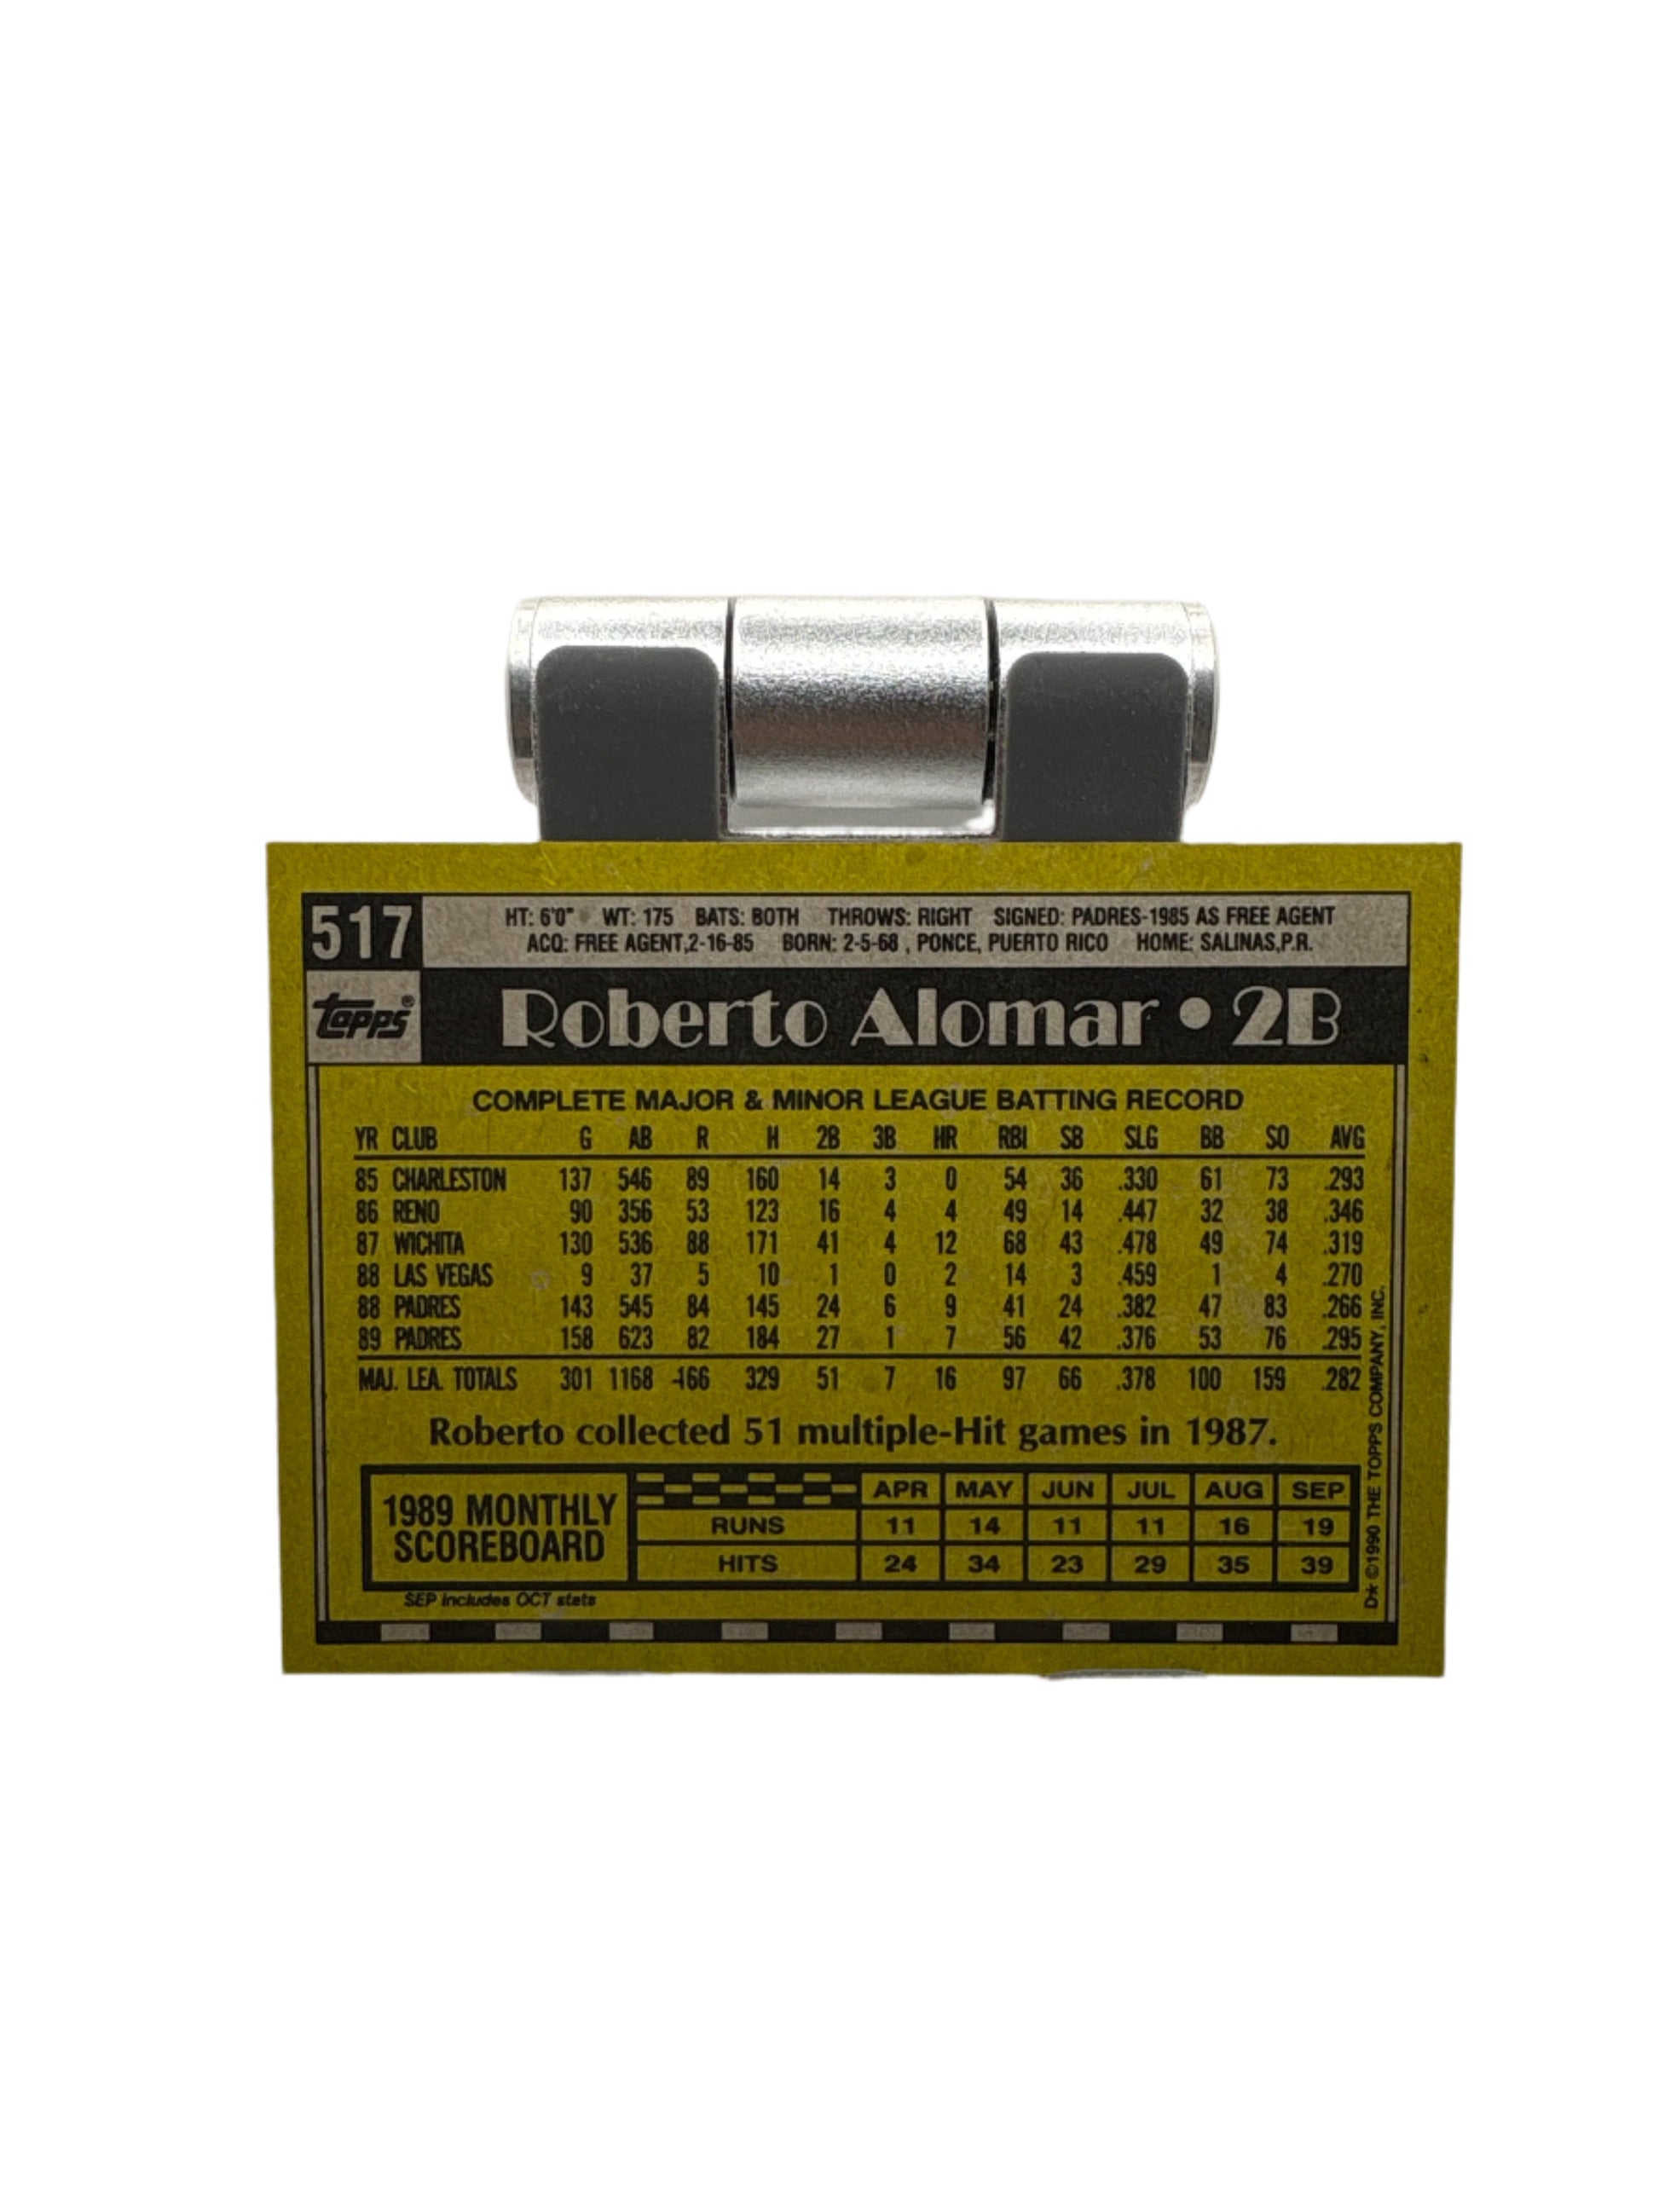 517
HT: 6'0" WT: 175 BATS: BOTH THROWS: RIGHT SIGNED: PADRES-1985 AS FREE AGENT
ACQ: FREE AGENT,2-16-85 BORN: 2-5-68 , PONCE, PUERTO RICO HOME: SALINAS,P.R.
topps®
Roberto Alomar • 2B
COMPLETE MAJOR & MINOR LEAGUE BATTING RECORD
YR CLUB G AB R H 2B 3B HR RBI SB SLG BB SO AVG
85 CHARLESTON 137 546 89 160 14 3 0 54 36 .330 61 73 .293
86 RENO 90 356 53 123 16 4 4 49 14 .447 32 38 .346
87 WICHITA 130 536 88 171 41 4 12 68 43 .478 49 74 .319
88 LAS VEGAS 9 37 5 10 1 0 2 14 3 .459 1 4 .270
88 PADRES 143 545 84 145 24 6 9 41 24 .382 47 83 .266
89 PADRES 158 623 82 184 27 1 7 56 42 .376 53 76 .295
MAJ. LEA. TOTALS 301 1168 166 329 51 7 16 97 66 .378 100 159 .282
Roberto collected 51 multiple-Hit games in 1987.
1989 MONTHLY
SCOREBOARD
APR MAY JUN JUL AUG SEP
RUNS 11 14 11 11 16 19
HITS 24 34 23 29 35 39
SEP includes OCT stats
D* ©1990 THE TOPPS COMPANY, INC.